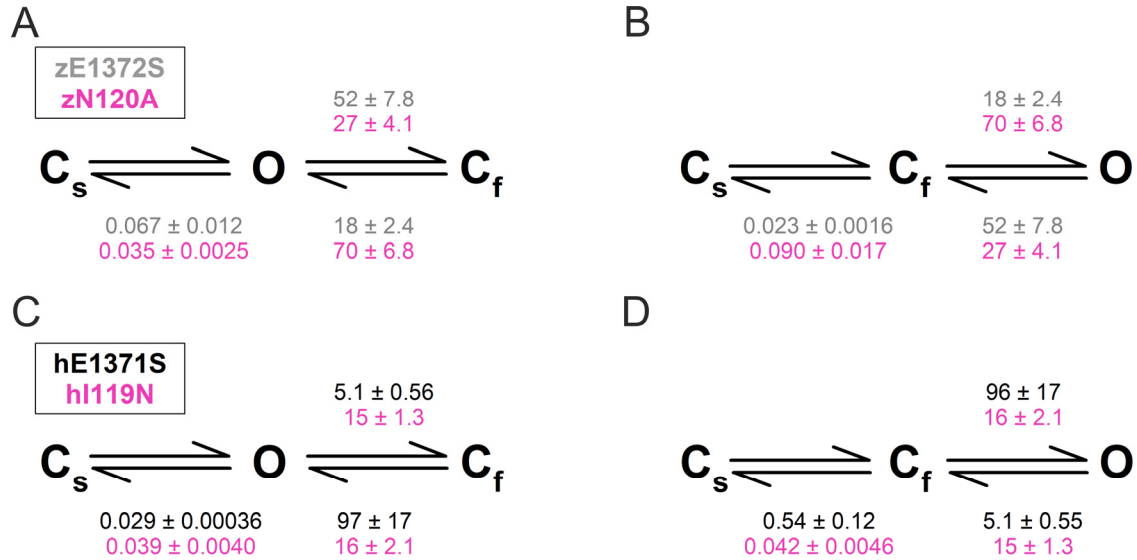 A
zE1372S
zN120A
52 ± 7.8
27 ± 4.1
Cs O Cf
0.067 ± 0.012 18 ± 2.4
0.035 ± 0.0025 70 ± 6.8
B
18 ± 2.4
70 ± 6.8
Cs Cf O
0.023 ± 0.0016 52 ± 7.8
0.090 ± 0.017 27 ± 4.1
C
hE1371S
hI119N
5.1 ± 0.56
15 ± 1.3
Cs O Cf
0.029 ± 0.00036 97 ± 17
0.039 ± 0.0040 16 ± 2.1
D
96 ± 17
16 ± 2.1
Cs Cf O
0.54 ± 0.12 5.1 ± 0.55
0.042 ± 0.0046 15 ± 1.3